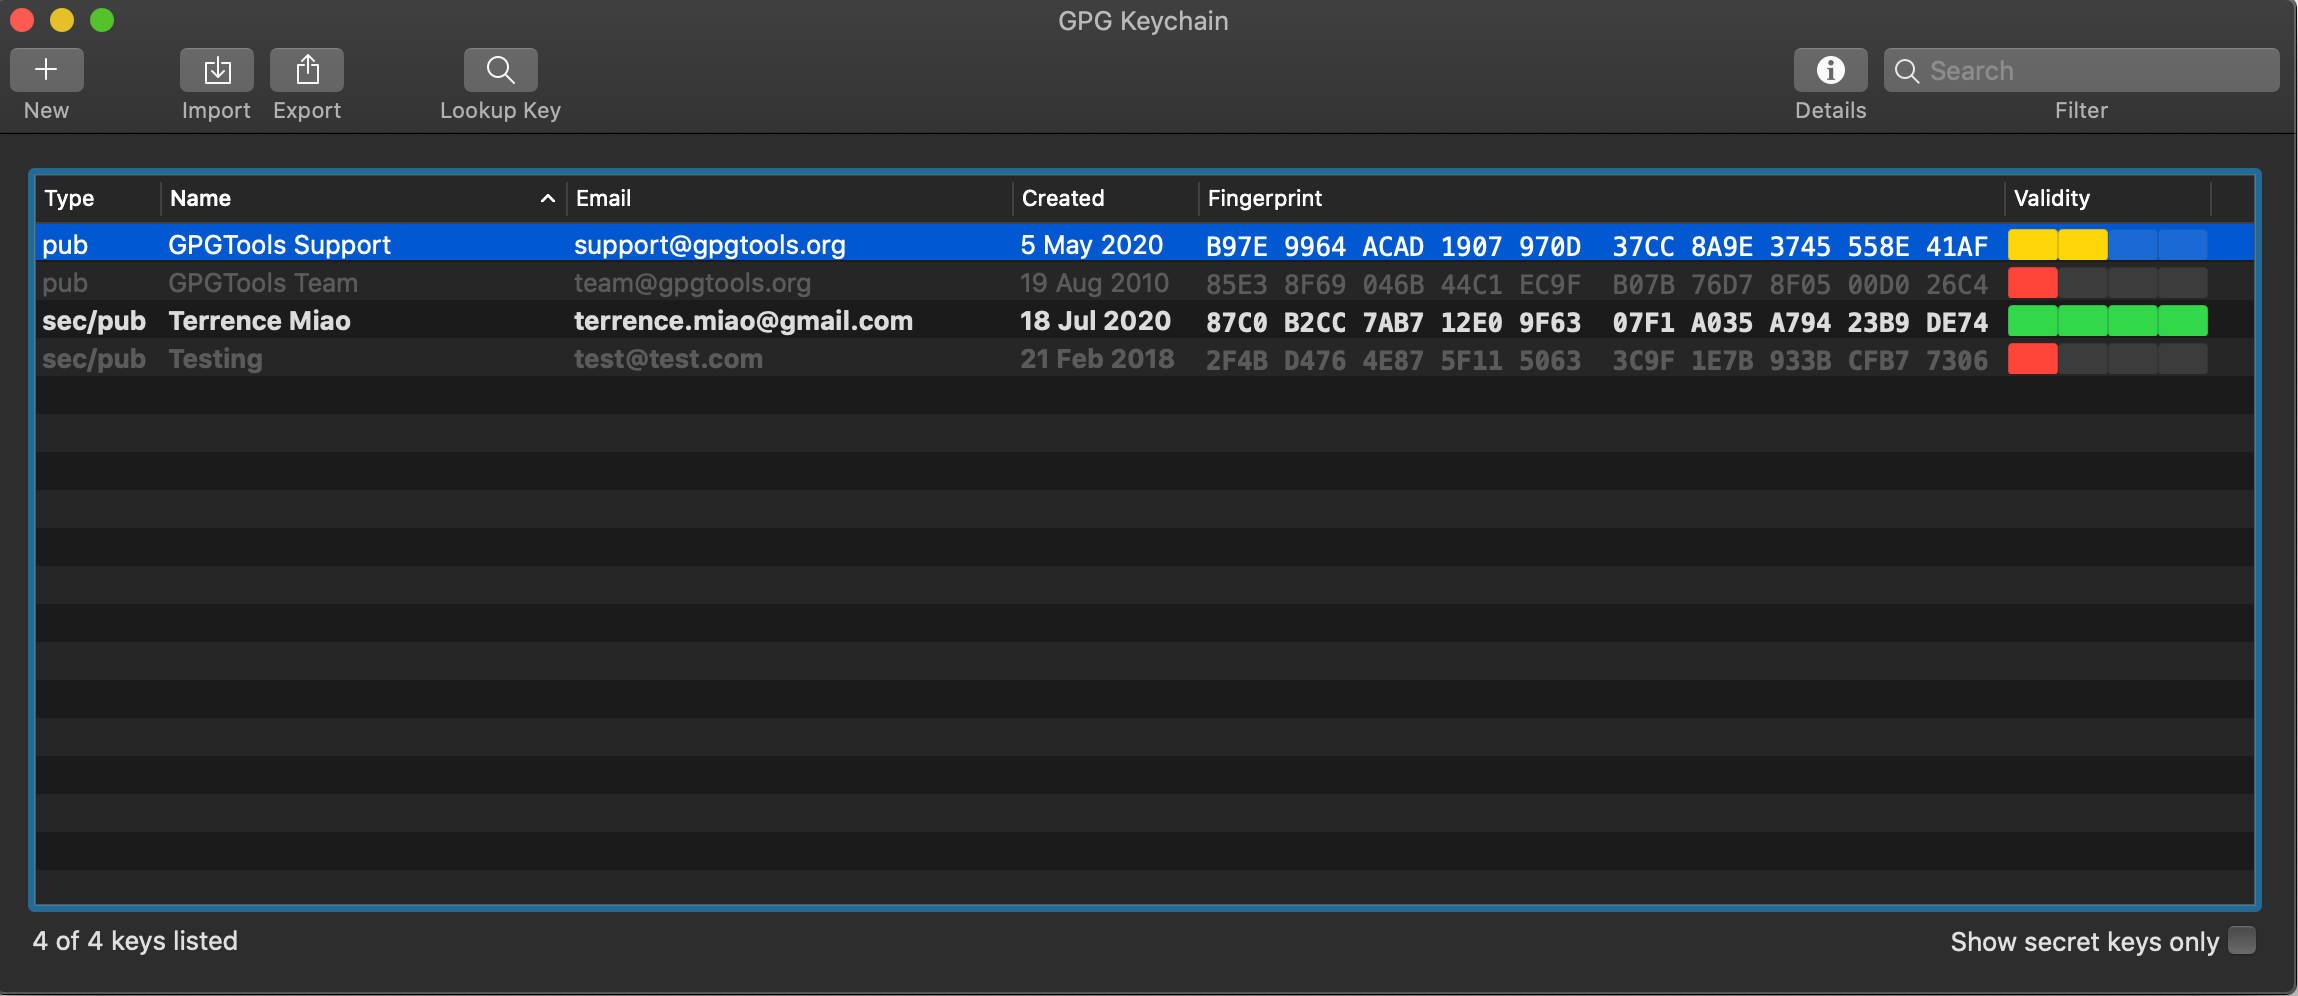 GPG Keychain
New Import Export Lookup Key Details Search Filter
Type Name Email Created Fingerprint Validity
pub GPGTools Support support@gpgtools.org 5 May 2020 B97E 9964 ACAD 1907 970D 37CC 8A9E 3745 558E 41AF
pub GPGTools Team team@gpgtools.org 19 Aug 2010 85E3 8F69 046B 44C1 EC9F B07B 76D7 8F05 00D0 26C4
sec/pub Terrence Miao terrence.miao@gmail.com 18 Jul 2020 87C0 B2CC 7AB7 12E0 9F63 07F1 A035 A794 23B9 DE74
sec/pub Testing test@test.com 21 Feb 2018 2F4B D476 4E87 5F11 5063 3C9F 1E7B 933B CFB7 7306
4 of 4 keys listed Show secret keys only